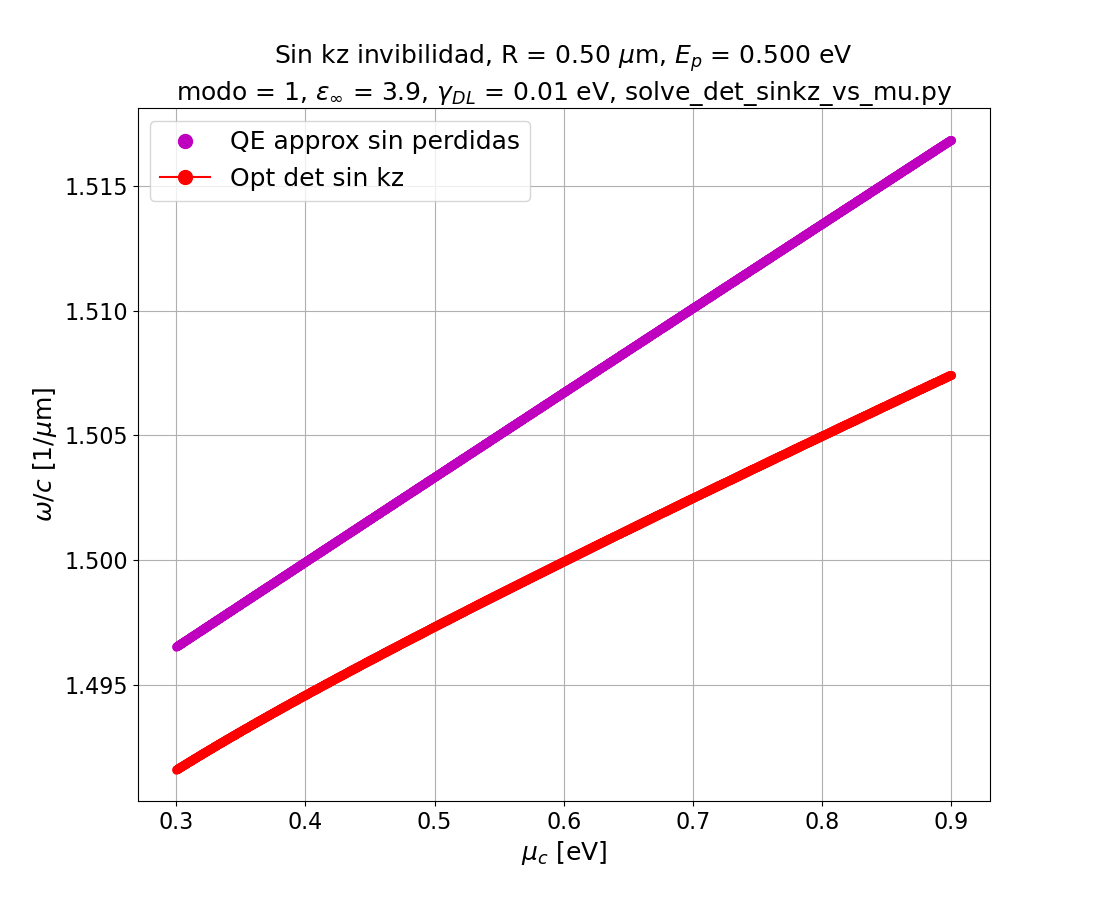 Sin kz invibilidad, R = 0.50 μm, E_p = 0.500 eV
modo = 1, ε_∞ = 3.9, γ_DL = 0.01 eV, solve_det_sinkz_vs_mu.py
QE approx sin perdidas
Opt det sin kz
1.515
1.510
1.505
1.500
1.495
ω/c [1/μm]
0.3 0.4 0.5 0.6 0.7 0.8 0.9
μ_c [eV]